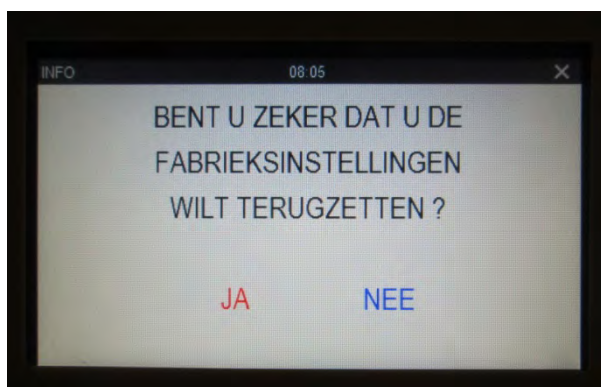 INFO 08:05 X
BENT U ZEKER DAT U DE
FABRIEKSINSTELLINGEN
WILT TERUGZETTEN ?
JA NEE